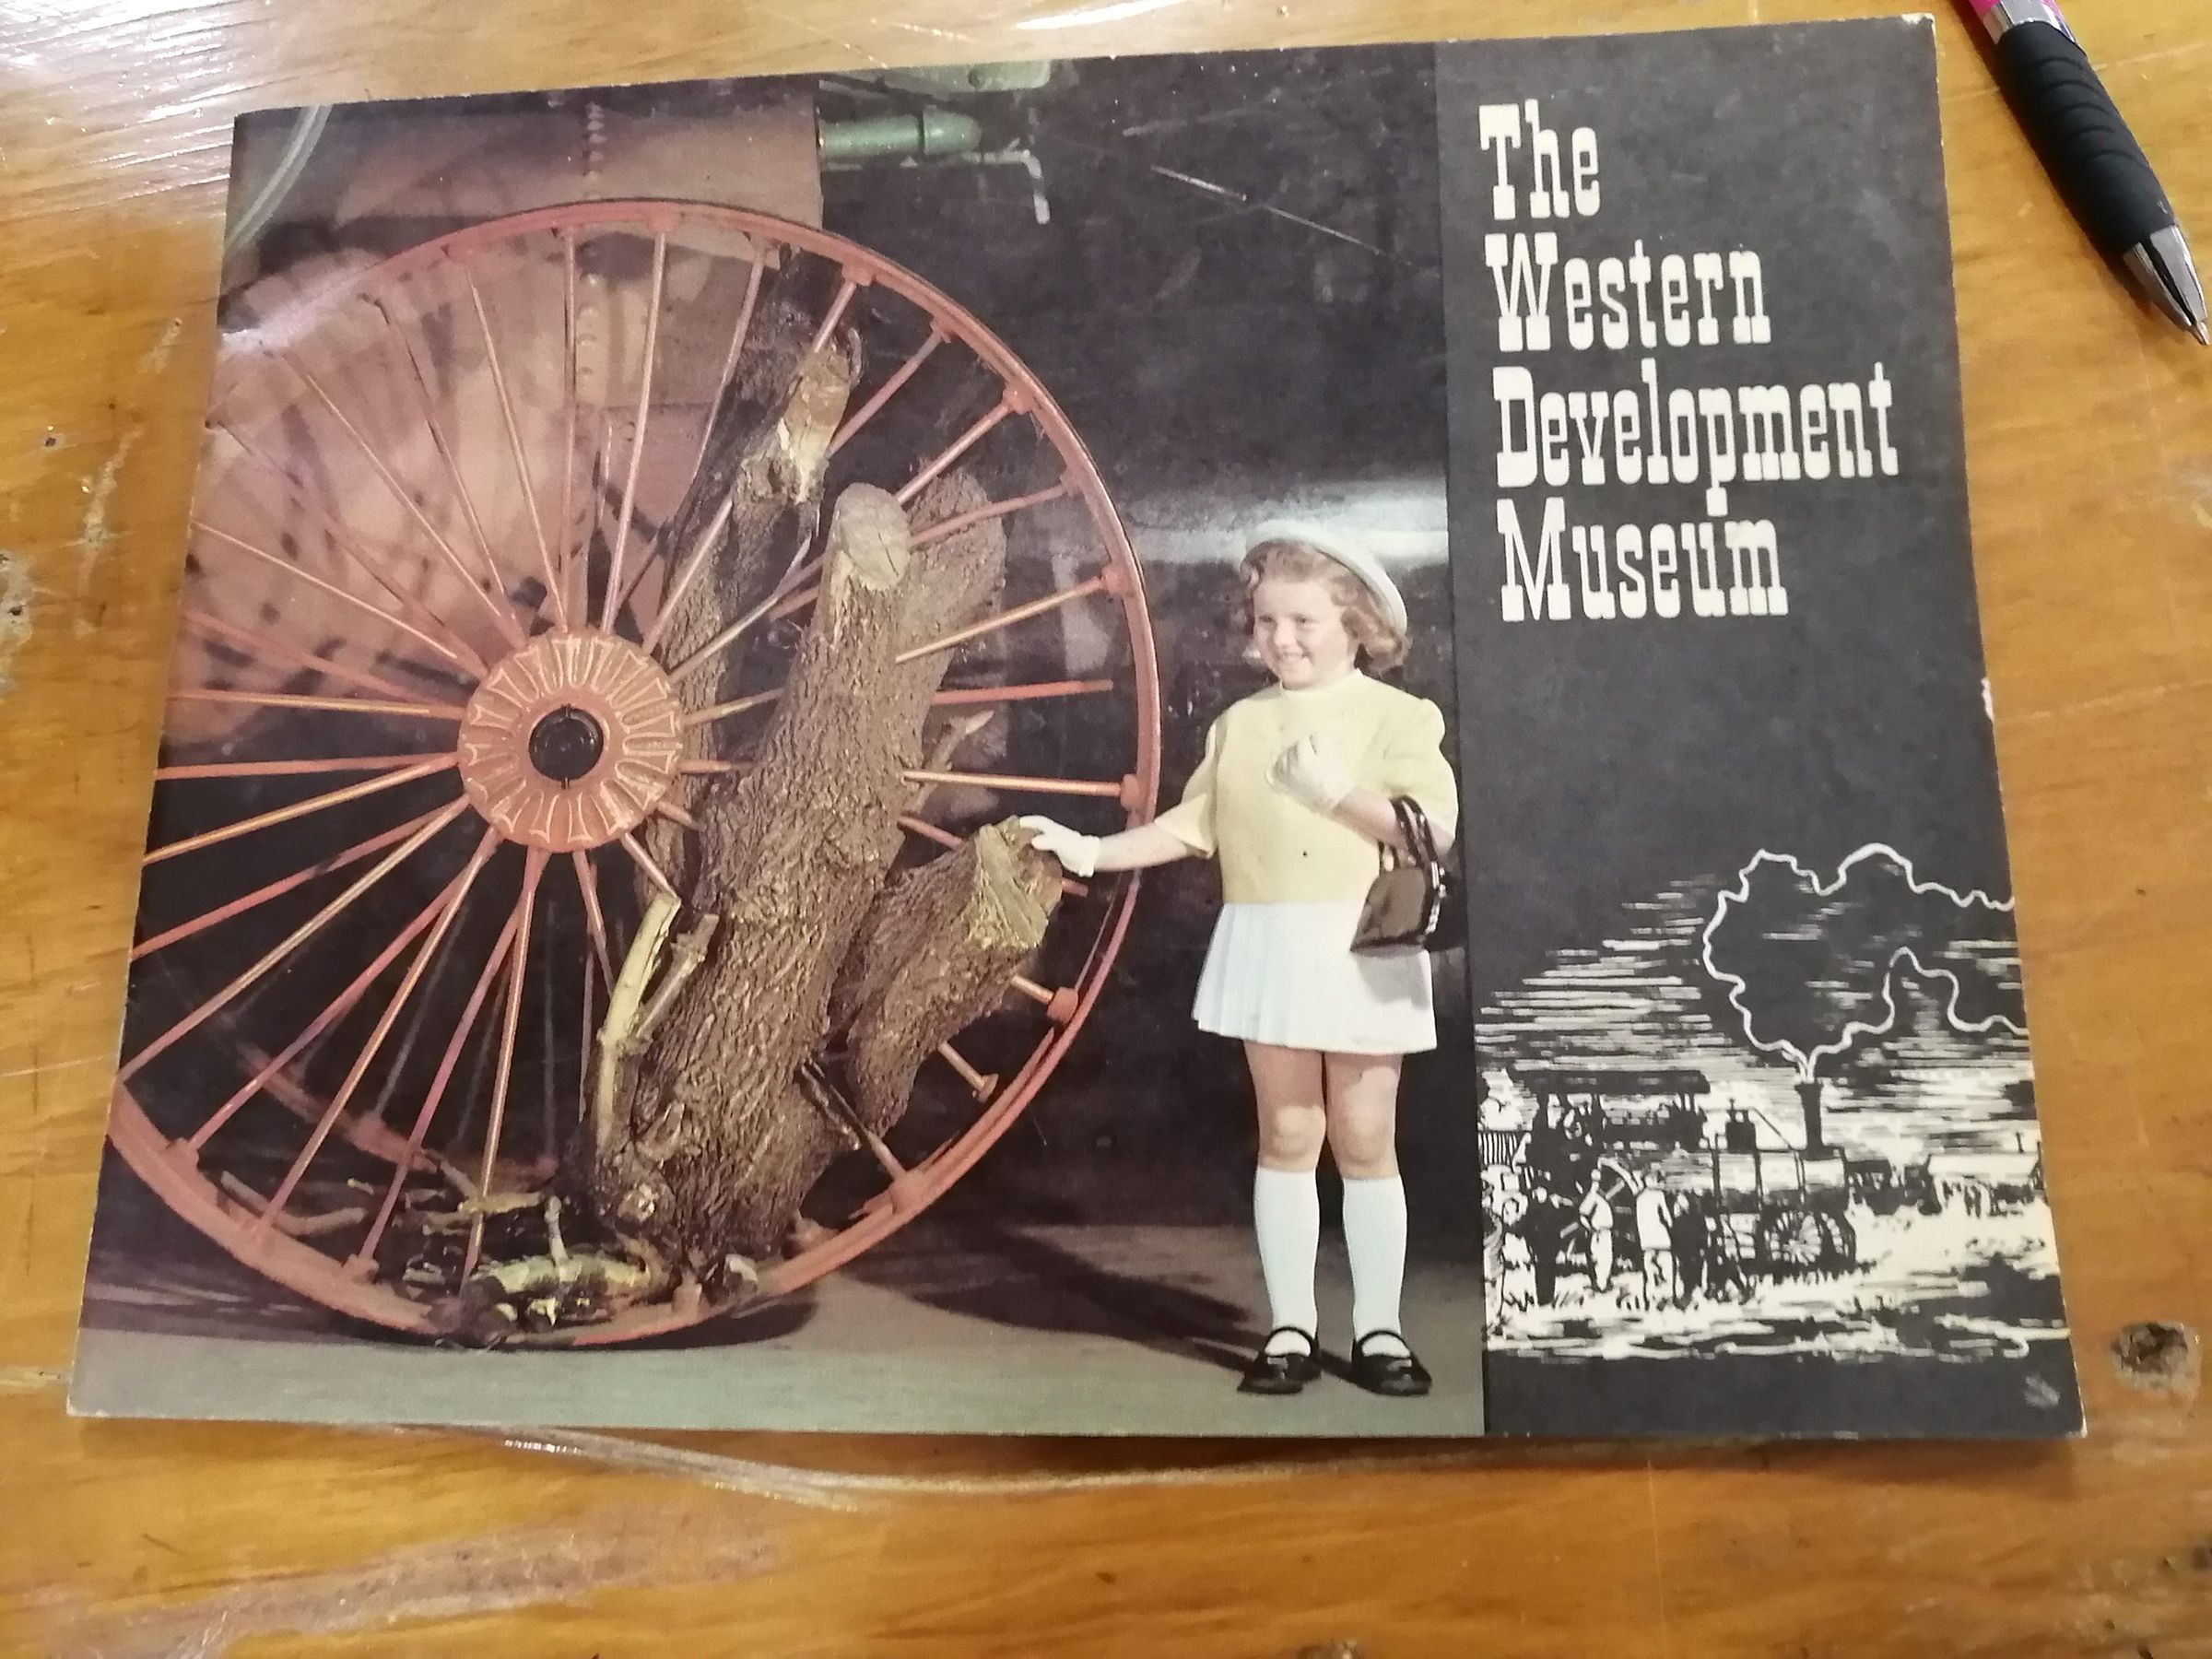 The
Western
Development
Museum